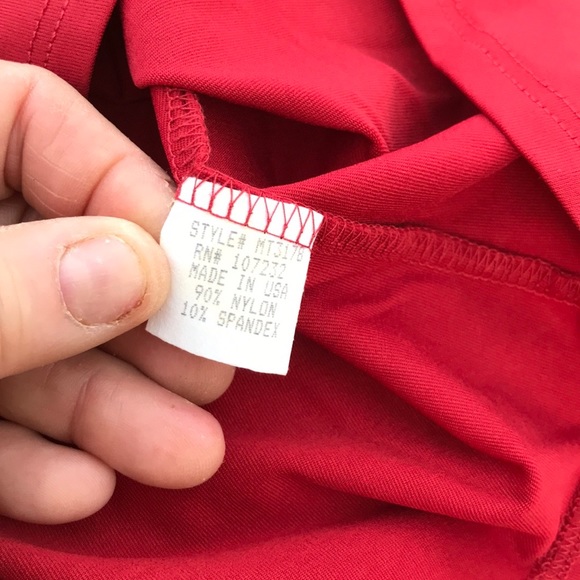 STYLE# MT3178
RN# 107232
MADE IN USA
90% NYLON
10% SPANDEX